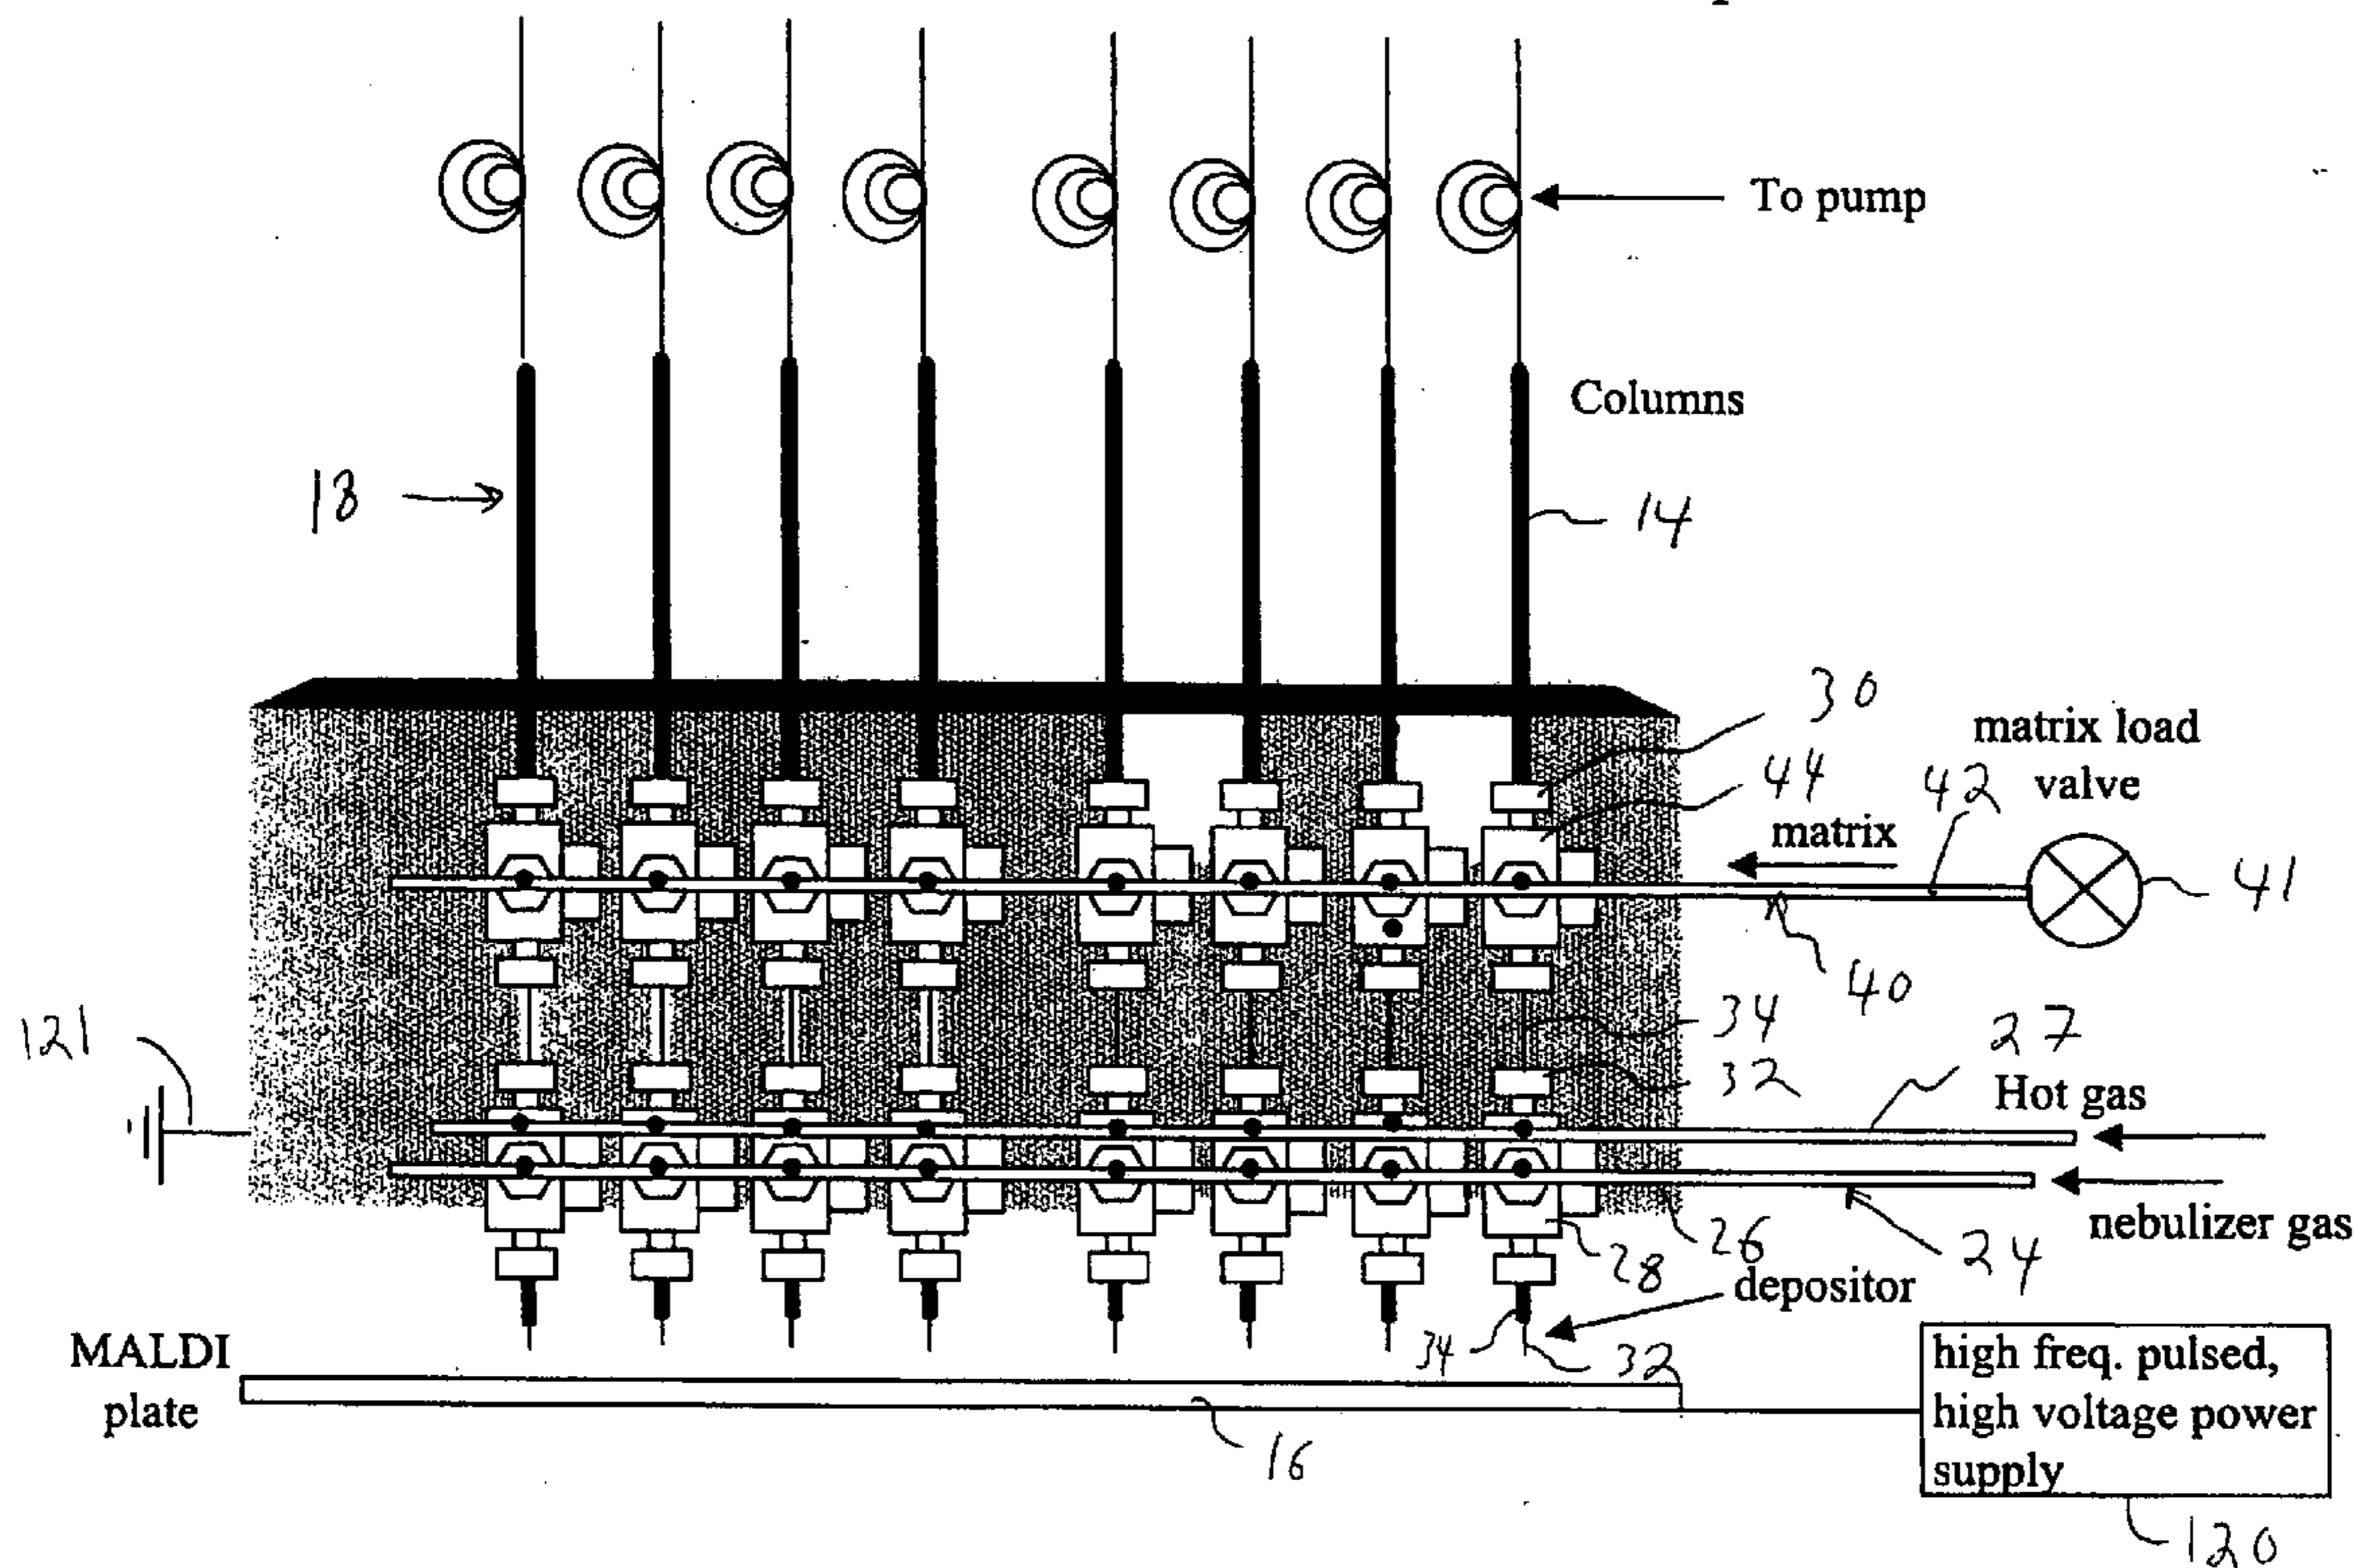 To pump
Columns
18
14
30
matrix load
valve
44
42
matrix
41
40
34
121
27
32
Hot gas
26
nebulizer gas
28
24
depositor
MALDI
plate
34
32
high freq. pulsed,
high voltage power
supply
16
120